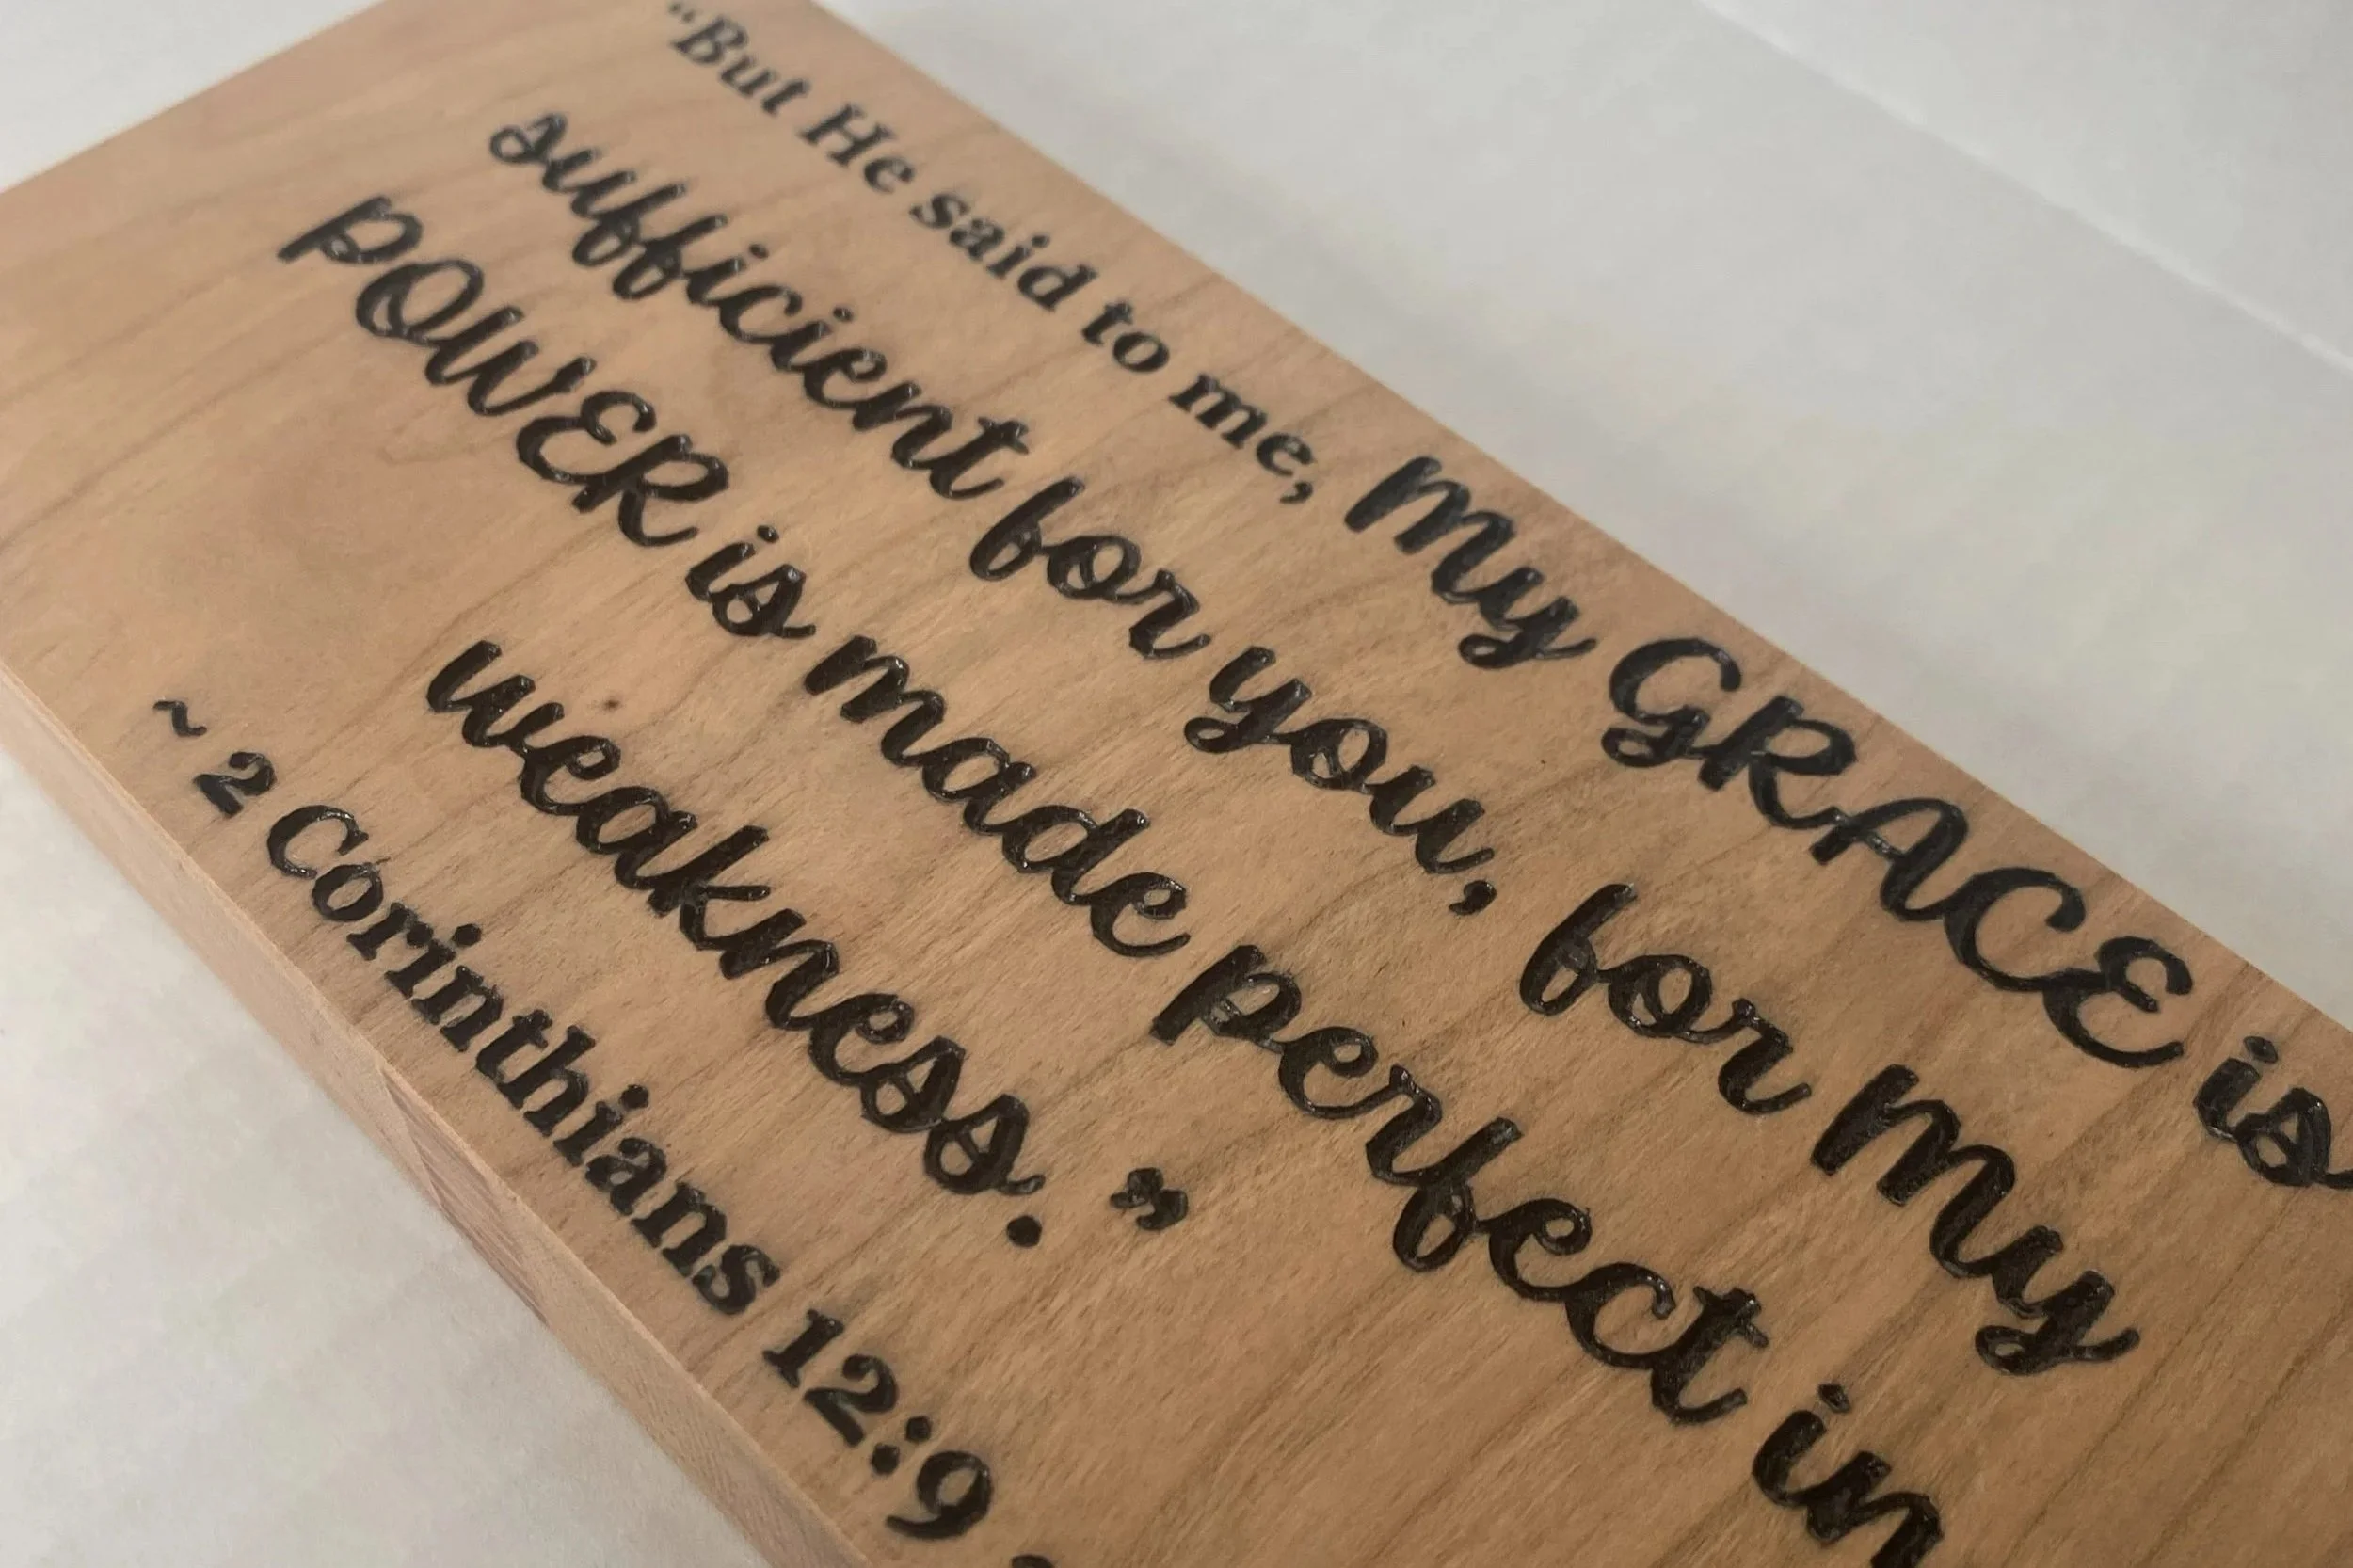 “But He said to me, My GRACE is
sufficient for you, for My
POWER is made perfect in
weakness.”
~ 2 Corinthians 12:9